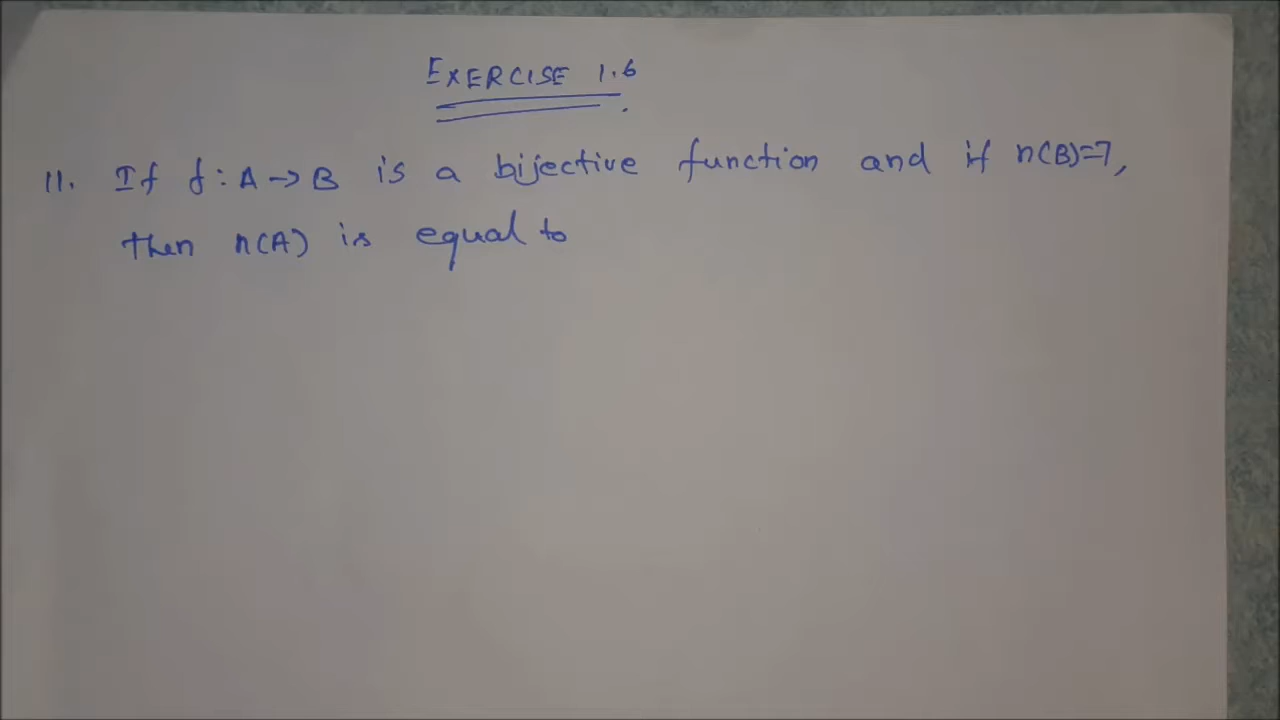 EXERCISE 1.6
11. If f : A → B is a bijective function and if n(B)=7,
then n(A) is equal to